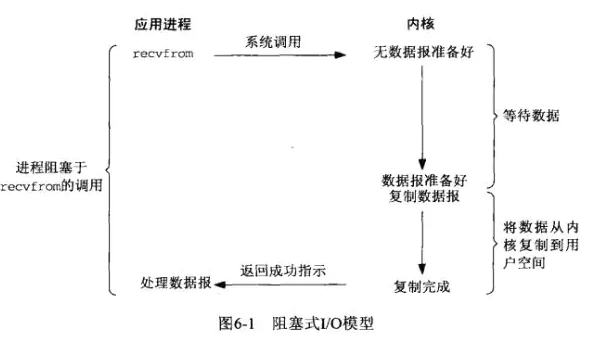 应用进程
内核
recvfrom
系统调用
无数据报准备好
等待数据
进程阻塞于
recvfrom的调用
数据报准备好
复制数据报
将数据从内
核复制到用
户空间
处理数据报
返回成功指示
复制完成
图6-1 阻塞式I/O模型